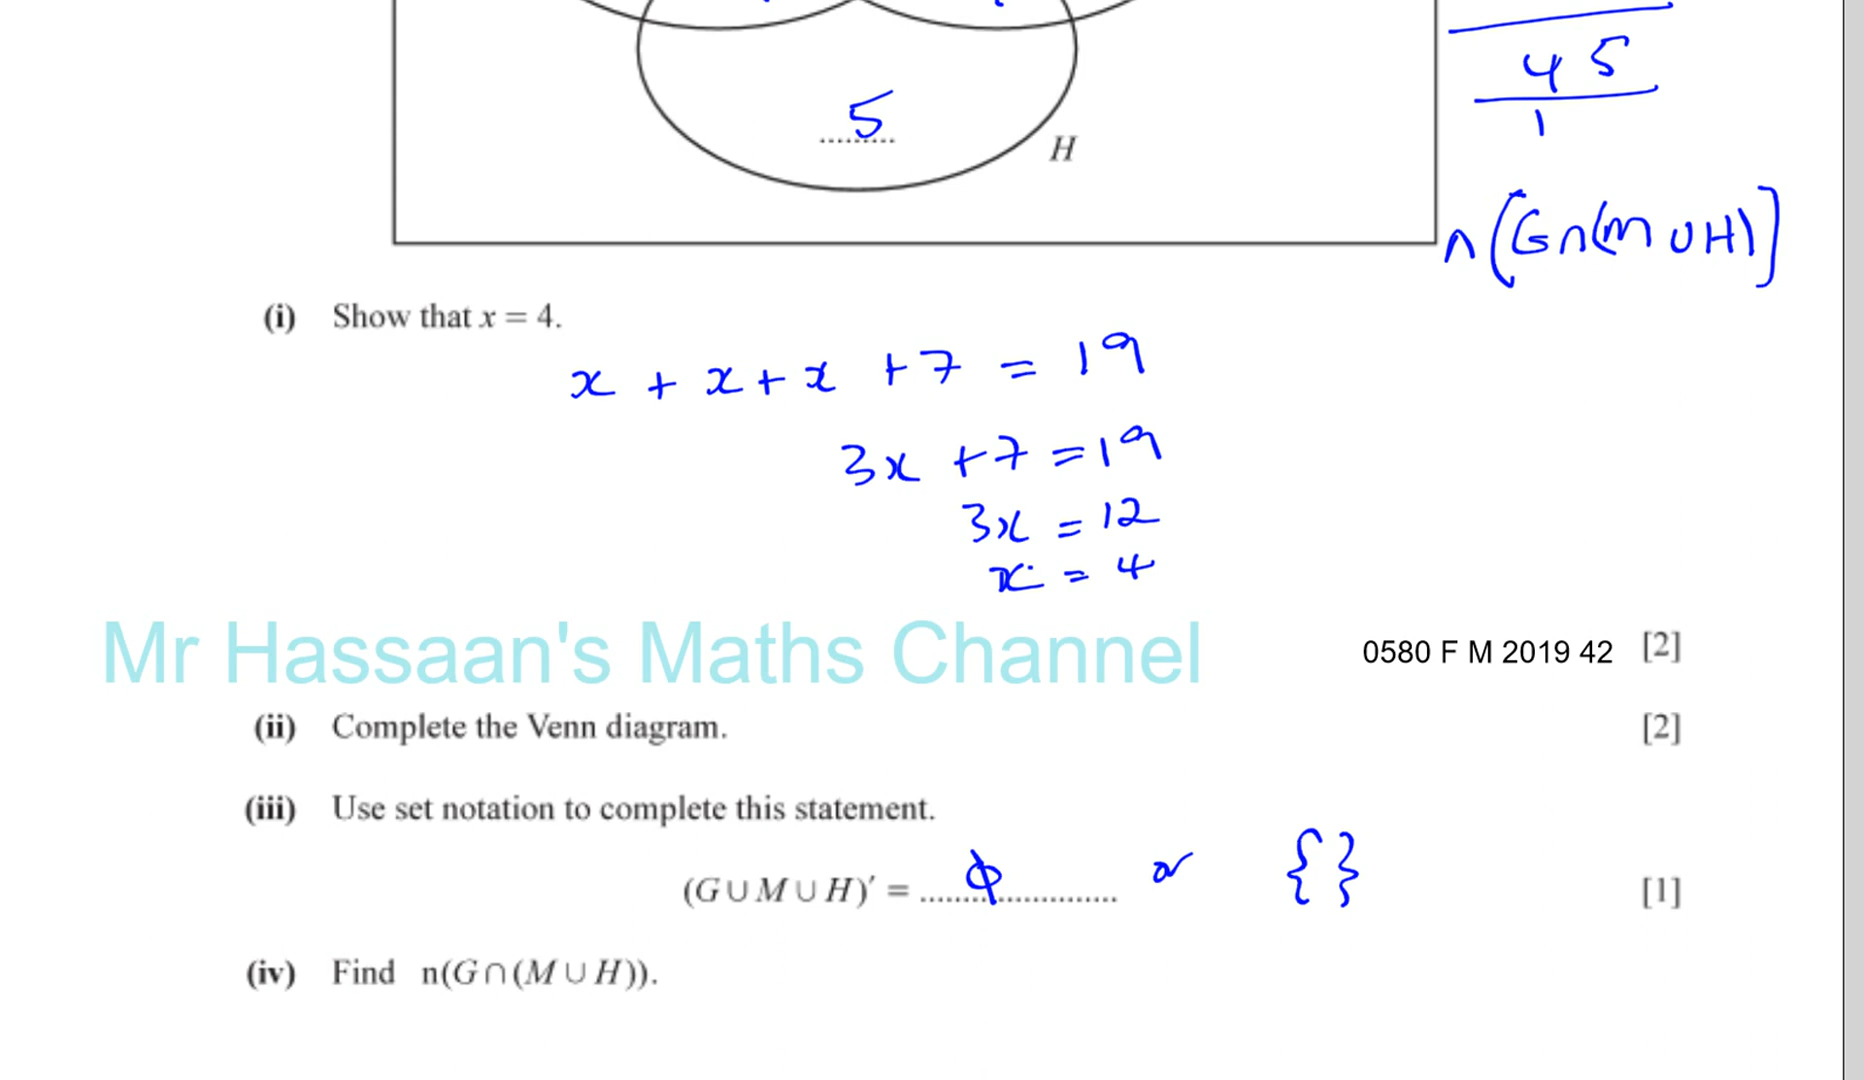 4 5
1
5
H
n[G∩(M∪H)]
(i) Show that x = 4.
x + x + x + 7 = 19
3x + 7 = 19
3x = 12
x = 4
Mr Hassaan's Maths Channel
0580 F M 2019 42 [2]
(ii) Complete the Venn diagram. [2]
(iii) Use set notation to complete this statement.
(G ∪ M ∪ H)′ = ......ϕ............ or { } [1]
(iv) Find n(G ∩ (M ∪ H)).